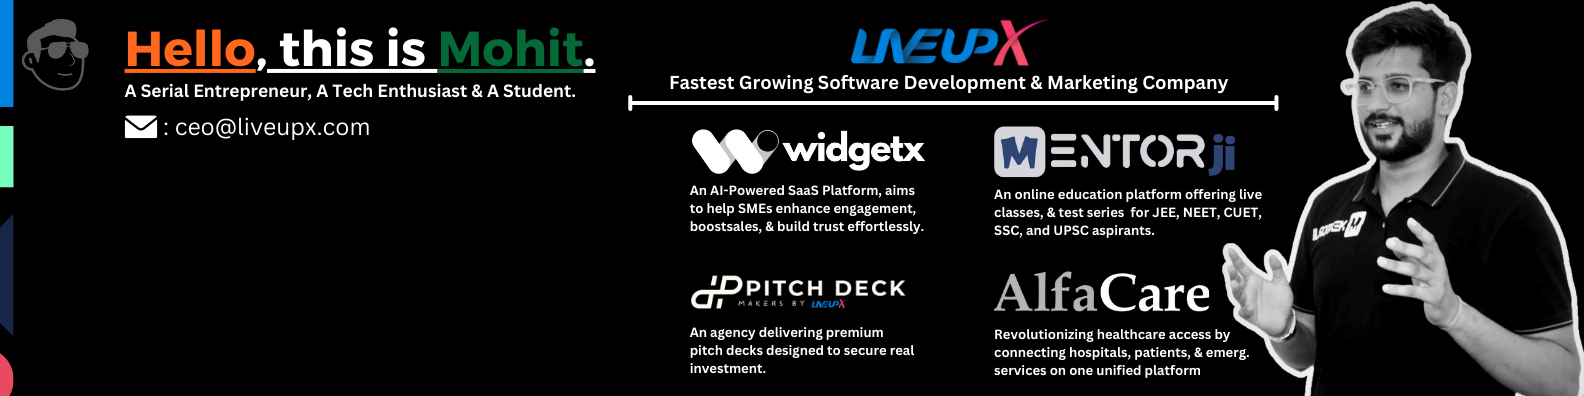 Hello, this is Mohit.
A Serial Entrepreneur, A Tech Enthusiast & A Student.
: ceo@liveupx.com
LIVEUPX
Fastest Growing Software Development & Marketing Company
widgetx
An AI-Powered SaaS Platform, aims
to help SMEs enhance engagement,
boostsales, & build trust effortlessly.
MENTORji
An online education platform offering live
classes, & test series for JEE, NEET, CUET,
SSC, and UPSC aspirants.
PITCH DECK
MAKERS BY LIVEUPX
An agency delivering premium
pitch decks designed to secure real
investment.
AlfaCare
Revolutionizing healthcare access by
connecting hospitals, patients, & emerg.
services on one unified platform